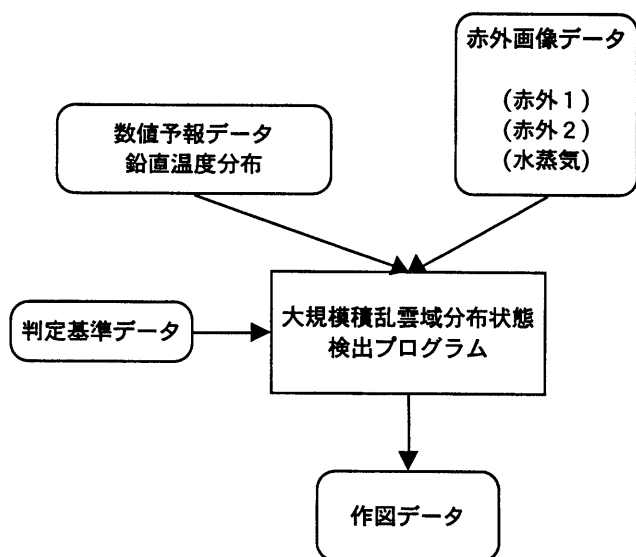 赤外画像データ
(赤外１)
(赤外２)
(水蒸気)
数値予報データ
鉛直温度分布
判定基準データ
大規模積乱雲域分布状態
検出プログラム
作図データ